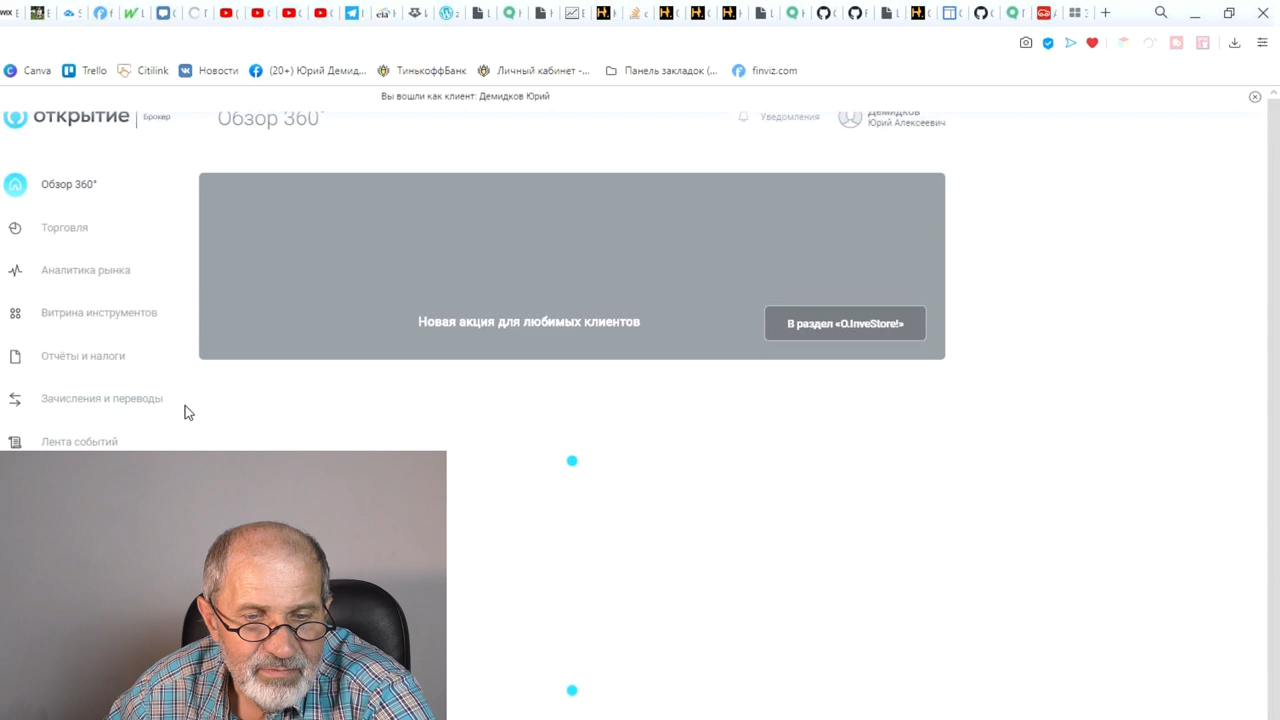 Canva
Trello
Citilink
Новости
(20+) Юрий Демид...
ТинькоффБанк
Личный кабинет -...
Панель закладок (...
finviz.com
Вы вошли как клиент: Демидков Юрий
открытие
Брокер
Обзор 360°
Уведомления
Демидков
Юрий Алексеевич
Обзор 360°
Торговля
Аналитика рынка
Витрина инструментов
Отчёты и налоги
Зачисления и переводы
Лента событий
Новая акция для любимых клиентов
В раздел «O.InveStore!»